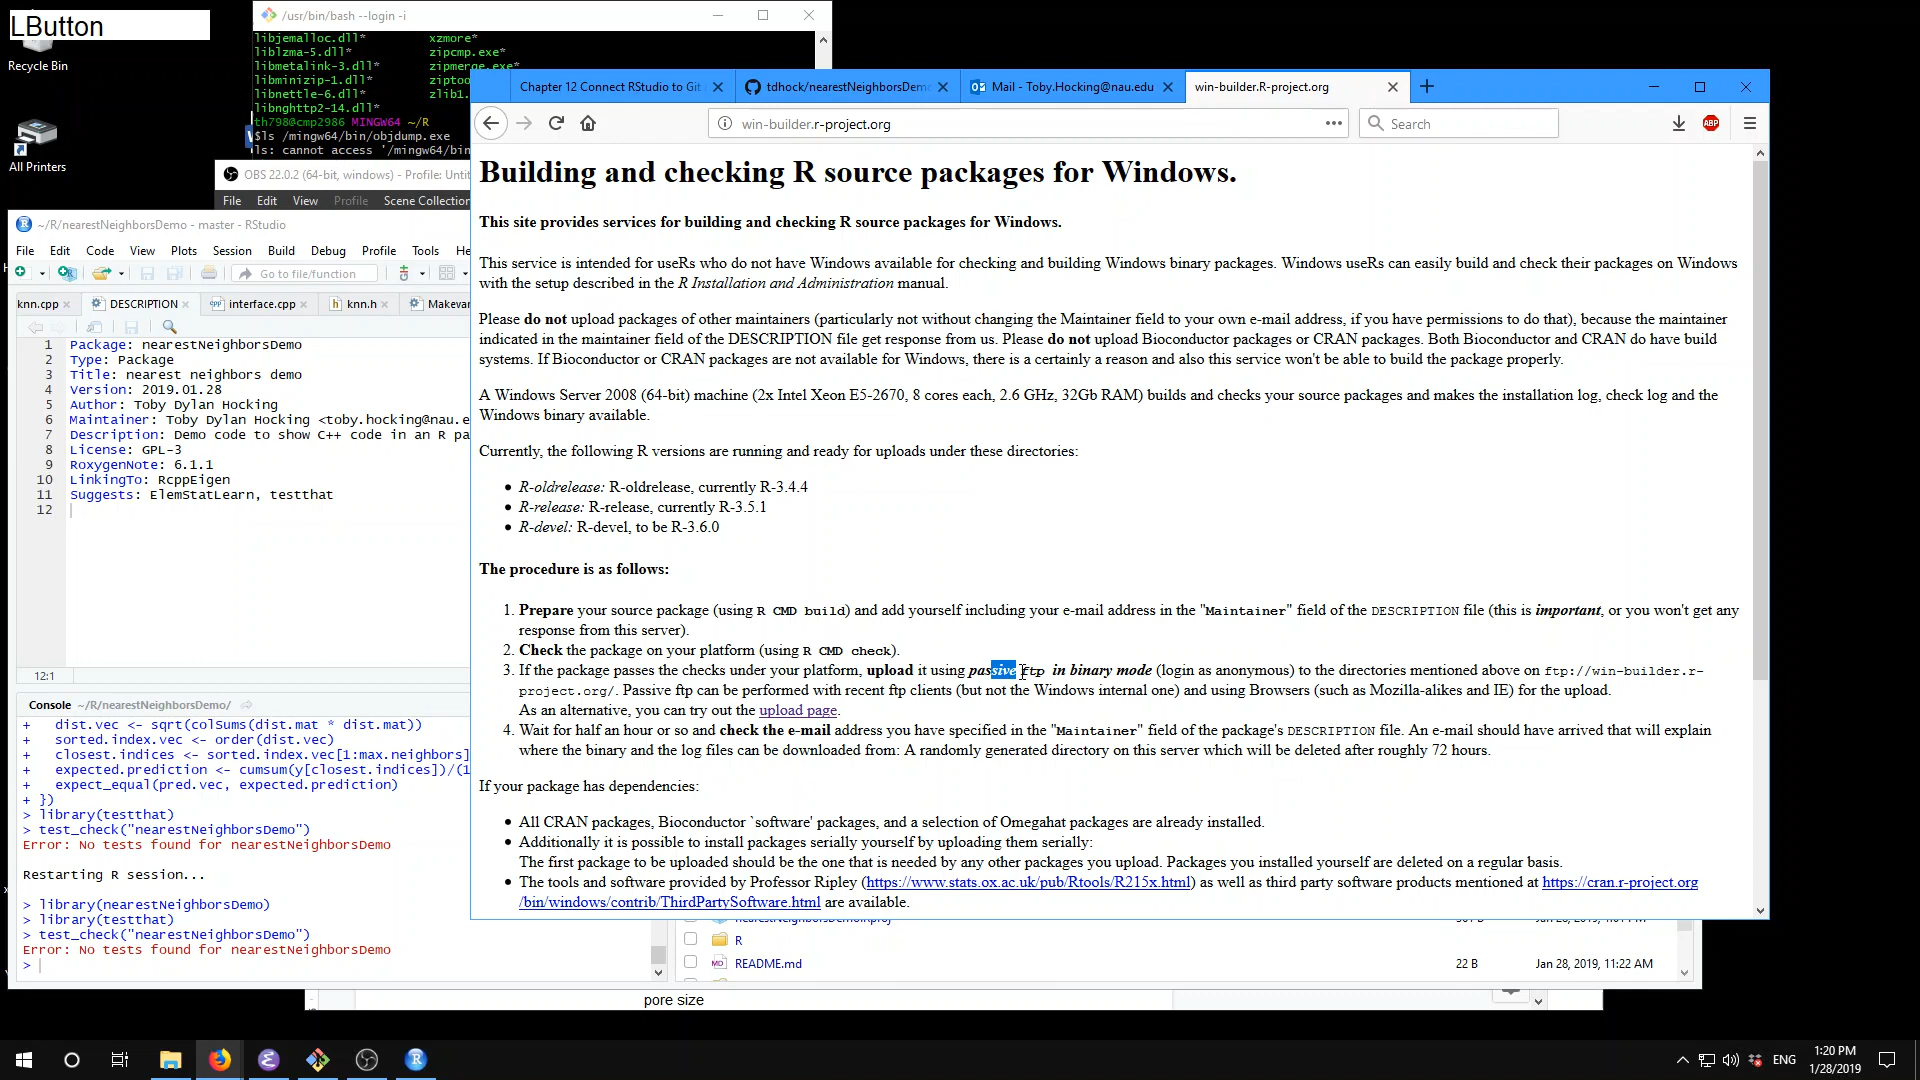 LButton
Recycle Bin
All Printers
/usr/bin/bash --login -i
libjemalloc.dll* xzmore*
liblzma-5.dll* zipcmp.exe*
libmetalink-3.dll* zipmerge.exe*
libminizip-1.dll* ziptoo
libnettle-6.dll* zlib1.
libnghttp2-14.dll*
th798@cmp2986 MINGW64 ~/R
$ls /mingw64/bin/objdump.exe
ls: cannot access '/mingw64/bin
OBS 22.0.2 (64-bit, windows) - Profile: Unti
File Edit View Profile Scene Collection
~/R/nearestNeighborsDemo - master - RStudio
File Edit Code View Plots Session Build Debug Profile Tools He
Go to file/function
knn.cpp DESCRIPTION interface.cpp knn.h Makevar
1 Package: nearestNeighborsDemo
2 Type: Package
3 Title: nearest neighbors demo
4 Version: 2019.01.28
5 Author: Toby Dylan Hocking
6 Maintainer: Toby Dylan Hocking <toby.hocking@nau.e
7 Description: Demo code to show C++ code in an R pa
8 License: GPL-3
9 RoxygenNote: 6.1.1
10 LinkingTo: RcppEigen
11 Suggests: ElemStatLearn, testthat
12
12:1
Console ~/R/nearestNeighborsDemo/
+ dist.vec <- sqrt(colSums(dist.mat * dist.mat))
+ sorted.index.vec <- order(dist.vec)
+ closest.indices <- sorted.index.vec[1:max.neighbors]
+ expected.prediction <- cumsum(y[closest.indices])/(1
+ expect_equal(pred.vec, expected.prediction)
+ })
> library(testthat)
> test_check("nearestNeighborsDemo")
Error: No tests found for nearestNeighborsDemo
Restarting R session...
> library(nearestNeighborsDemo)
> library(testthat)
> test_check("nearestNeighborsDemo")
Error: No tests found for nearestNeighborsDemo
>
Chapter 12 Connect RStudio to Git tdhock/nearestNeighborsDem Mail - Toby.Hocking@nau.edu win-builder.R-project.org
win-builder.r-project.org Search ABP
Building and checking R source packages for Windows.
This site provides services for building and checking R source packages for Windows.
This service is intended for useRs who do not have Windows available for checking and building Windows binary packages. Windows useRs can easily build and check their packages on Windows
with the setup described in the R Installation and Administration manual.
Please do not upload packages of other maintainers (particularly not without changing the Maintainer field to your own e-mail address, if you have permissions to do that), because the maintainer
indicated in the maintainer field of the DESCRIPTION file get response from us. Please do not upload Bioconductor packages or CRAN packages. Both Bioconductor and CRAN do have build
systems. If Bioconductor or CRAN packages are not available for Windows, there is a certainly a reason and also this service won't be able to build the package properly.
A Windows Server 2008 (64-bit) machine (2x Intel Xeon E5-2670, 8 cores each, 2.6 GHz, 32Gb RAM) builds and checks your source packages and makes the installation log, check log and the
Windows binary available.
Currently, the following R versions are running and ready for uploads under these directories:
• R-oldrelease: R-oldrelease, currently R-3.4.4
• R-release: R-release, currently R-3.5.1
• R-devel: R-devel, to be R-3.6.0
The procedure is as follows:
1. Prepare your source package (using R CMD build) and add yourself including your e-mail address in the "Maintainer" field of the DESCRIPTION file (this is important, or you won't get any
response from this server).
2. Check the package on your platform (using R CMD check).
3. If the package passes the checks under your platform, upload it using passive ftp in binary mode (login as anonymous) to the directories mentioned above on ftp://win-builder.r-
project.org/. Passive ftp can be performed with recent ftp clients (but not the Windows internal one) and using Browsers (such as Mozilla-alikes and IE) for the upload.
As an alternative, you can try out the upload page.
4. Wait for half an hour or so and check the e-mail address you have specified in the "Maintainer" field of the package's DESCRIPTION file. An e-mail should have arrived that will explain
where the binary and the log files can be downloaded from: A randomly generated directory on this server which will be deleted after roughly 72 hours.
If your package has dependencies:
• All CRAN packages, Bioconductor `software' packages, and a selection of Omegahat packages are already installed.
• Additionally it is possible to install packages serially yourself by uploading them serially:
The first package to be uploaded should be the one that is needed by any other packages you upload. Packages you installed yourself are deleted on a regular basis.
• The tools and software provided by Professor Ripley (https://www.stats.ox.ac.uk/pub/Rtools/R215x.html) as well as third party software products mentioned at https://cran.r-project.org
/bin/windows/contrib/ThirdPartySoftware.html are available.
R
README.md 22 B Jan 28, 2019, 11:22 AM
pore size
ENG
1:20 PM
1/28/2019